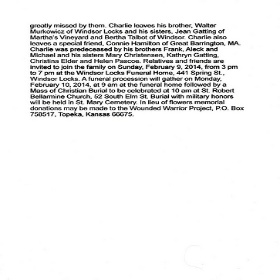 greatly missed by them. Charlie leaves his brother, Walter
Murkowicz of Windsor Locks and his sisters, Jean Gatting of
Martha's Vineyard and Bertha Talbot of Windsor. Charlie also
leaves a special friend, Connie Hamilton of Great Barrington, MA.
Charlie was predeceased by his brothers Frank, Aleck and
Michael and his sisters Mary Christensen, Kathryn Gatting,
Christine Elder and Helen Pascoe. Relatives and friends are
invited to join the family on Sunday, February 9, 2014, from 3 pm
to 7 pm at the Windsor Locks Funeral Home, 441 Spring St.,
Windsor Locks. A funeral procession will gather on Monday,
February 10, 2014, at 9 am at the funeral home followed by a
Mass of Christian Burial to be celebrated at 10 am at St. Robert
Bellarmine Church, 52 South Elm St. Burial with military honors
will be held in St. Mary Cemetery. In lieu of flowers memorial
donations may be made to the Wounded Warrior Project, P.O. Box
758517, Topeka, Kansas 66675.